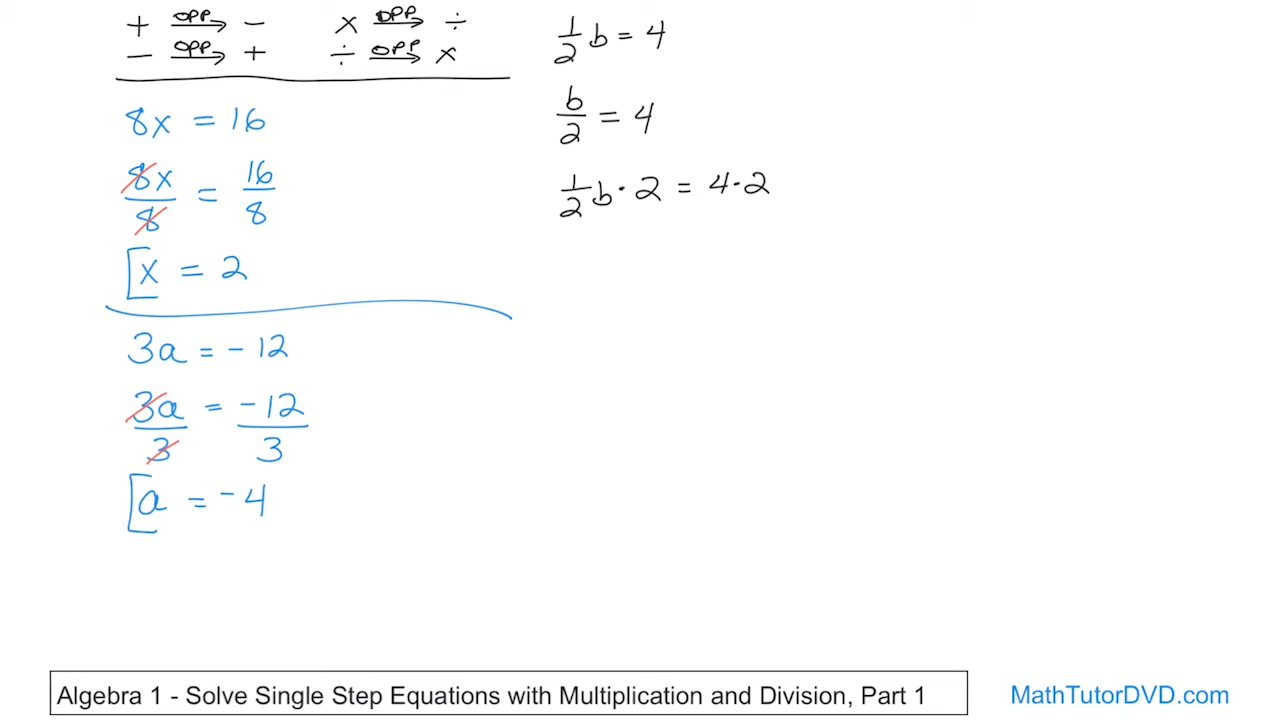 + OPP → − × OPP → ÷
− OPP → + ÷ OPP → ×
8x = 16
8x/8 = 16/8
[x = 2
3a = -12
3a/3 = -12/3
[a = -4
1/2 b = 4
b/2 = 4
1/2 b · 2 = 4 · 2
Algebra 1 - Solve Single Step Equations with Multiplication and Division, Part 1
MathTutorDVD.com